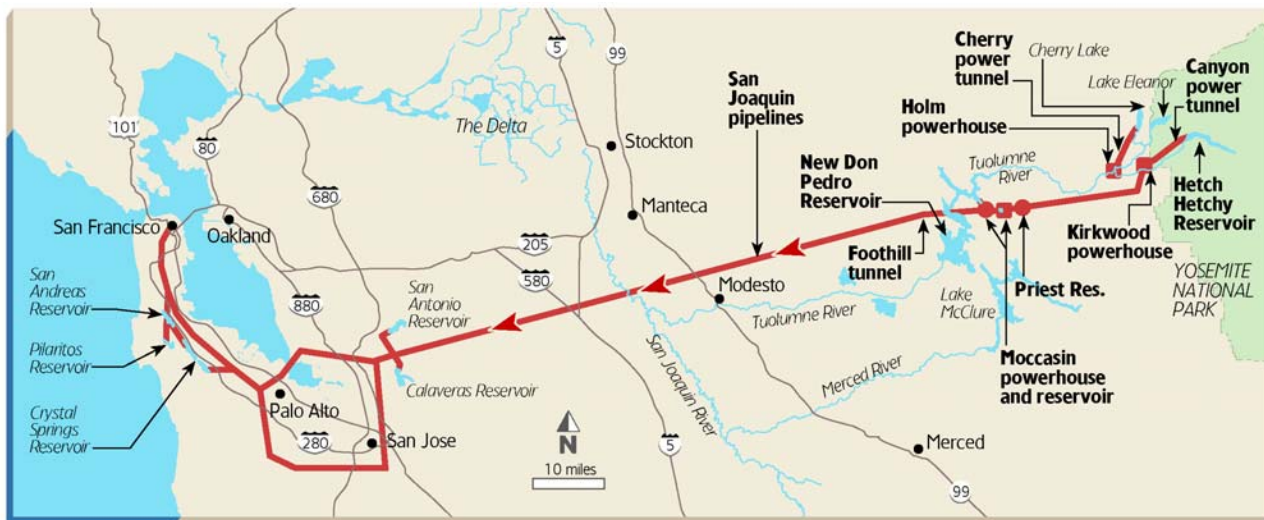 5
99
Cherry
power
tunnel
Cherry Lake
Canyon
power
tunnel
Lake Eleanor
San
Joaquin
pipelines
Holm
powerhouse
101
80
The Delta
Stockton
New Don
Pedro
Reservoir
Tuolumne
River
680
Hetch
Hetchy
Reservoir
San Francisco
Oakland
Manteca
Kirkwood
powerhouse
205
Foothill
tunnel
580
San
Andreas
Reservoir
880
San
Antonio
Reservoir
Modesto
Lake
McClure
Priest Res.
YOSEMITE
NATIONAL
PARK
Tuolumne River
Pilaritos
Reservoir
San Joaquin River
Merced River
Moccasin
powerhouse
and reservoir
Calaveras Reservoir
Palo Alto
Crystal
Springs
Reservoir
280
San Jose
N
10 miles
5
Merced
99